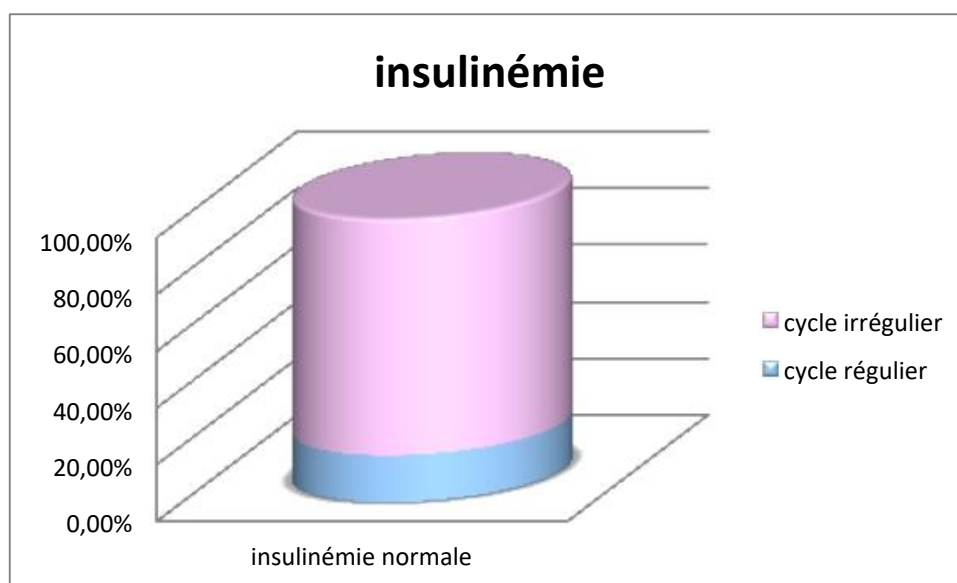 insulinémie
100,00%
80,00%
60,00%
40,00%
20,00%
0,00%
insulinémie normale
cycle irrégulier
cycle régulier